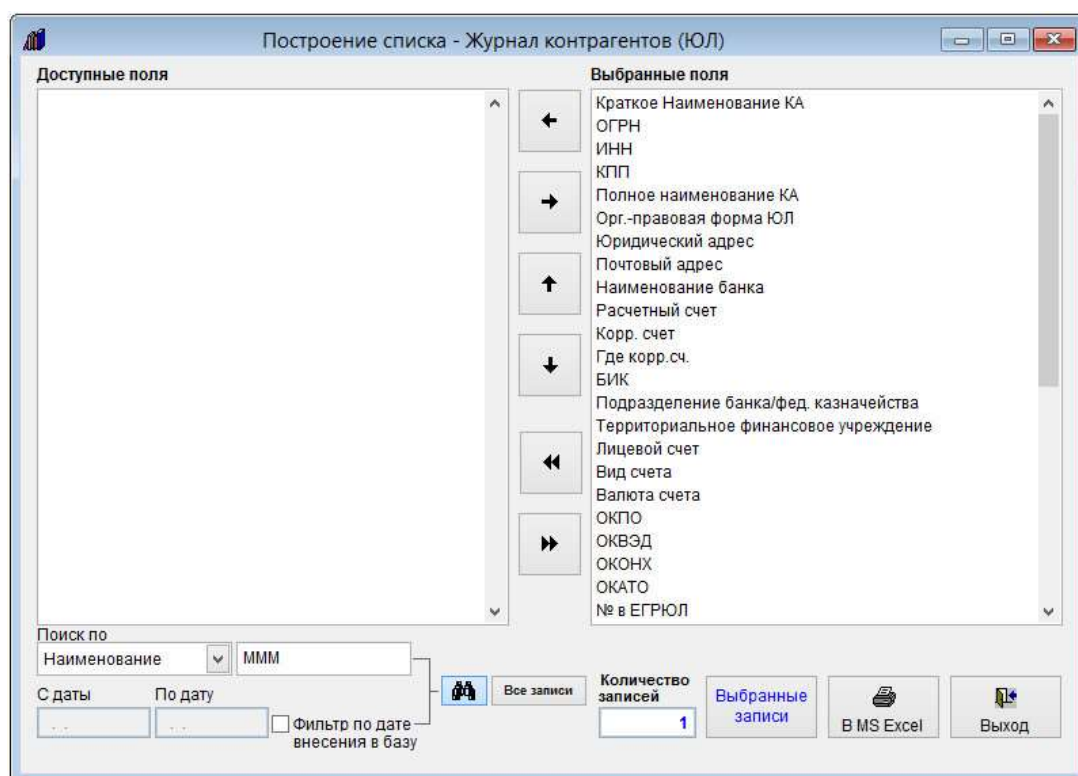 Построение списка - Журнал контрагентов (ЮЛ)
Доступные поля
Выбранные поля
Краткое Наименование КА
ОГРН
ИНН
КПП
Полное наименование КА
Орг.-правовая форма ЮЛ
Юридический адрес
Почтовый адрес
Наименование банка
Расчетный счет
Корр. счет
Где корр.сч.
БИК
Подразделение банка/фед. казначейства
Территориальное финансовое учреждение
Лицевой счет
Вид счета
Валюта счета
ОКПО
ОКВЭД
ОКОНХ
ОКАТО
№ в ЕГРЮЛ
Поиск по
Наименование
МММ
С даты
По дату
Фильтр по дате
внесения в базу
Все записи
Количество
записей
1
Выбранные
записи
В MS Excel
Выход